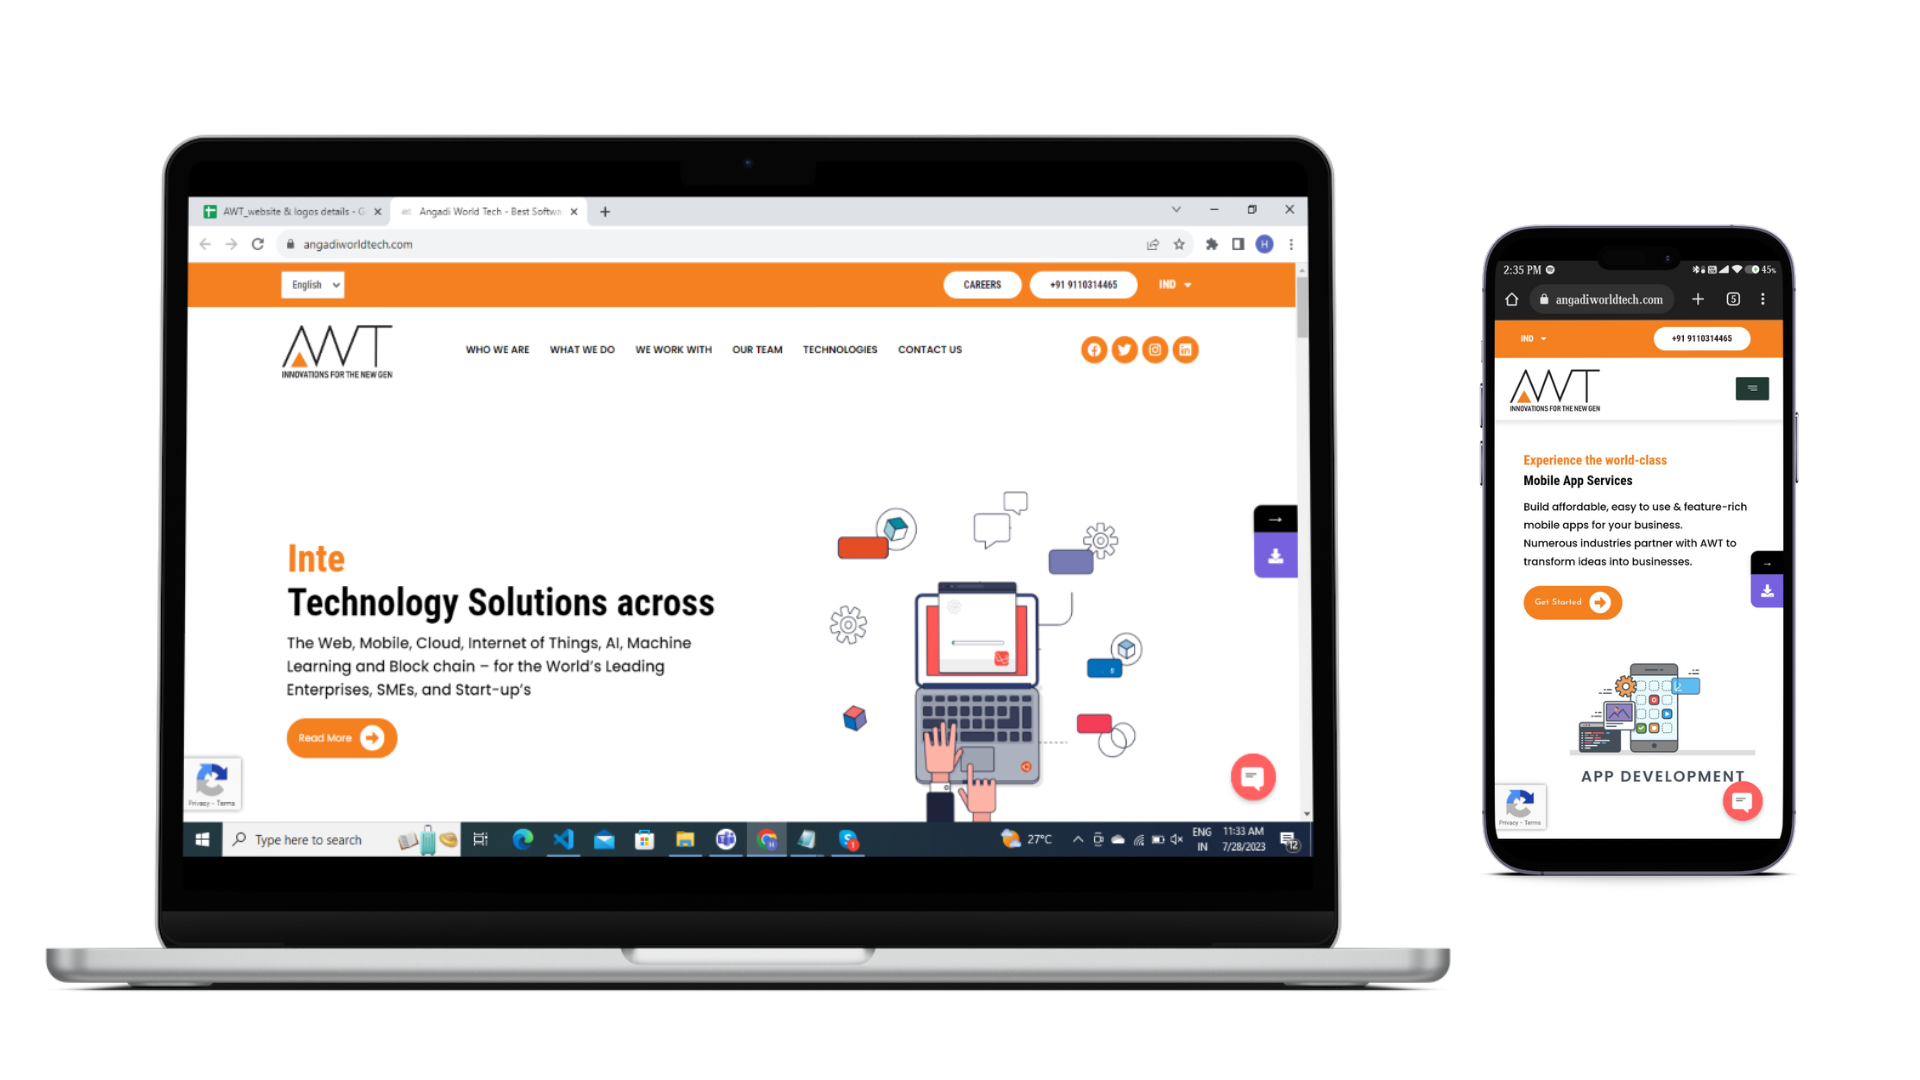 AWT_website & logos details - G
Angadi World Tech - Best Softwa
angadiworldtech.com
H
English
CAREERS
+91 9110314465
IND
AWT
INNOVATIONS FOR THE NEW GEN
WHO WE ARE
WHAT WE DO
WE WORK WITH
OUR TEAM
TECHNOLOGIES
CONTACT US
Inte
Technology Solutions across
The Web, Mobile, Cloud, Internet of Things, AI, Machine
Learning and Block chain – for the World's Leading
Enterprises, SMEs, and Start-up's
Read More
Privacy - Terms
Type here to search
27°C
ENG
IN
11:33 AM
7/28/2023
12
2:35 PM
45%
angadiworldtech.com
5
IND
+91 9110314465
AWT
INNOVATIONS FOR THE NEW GEN
Experience the world-class
Mobile App Services
Build affordable, easy to use & feature-rich
mobile apps for your business.
Numerous industries partner with AWT to
transform ideas into businesses.
Get Started
APP DEVELOPMENT
Privacy - Terms